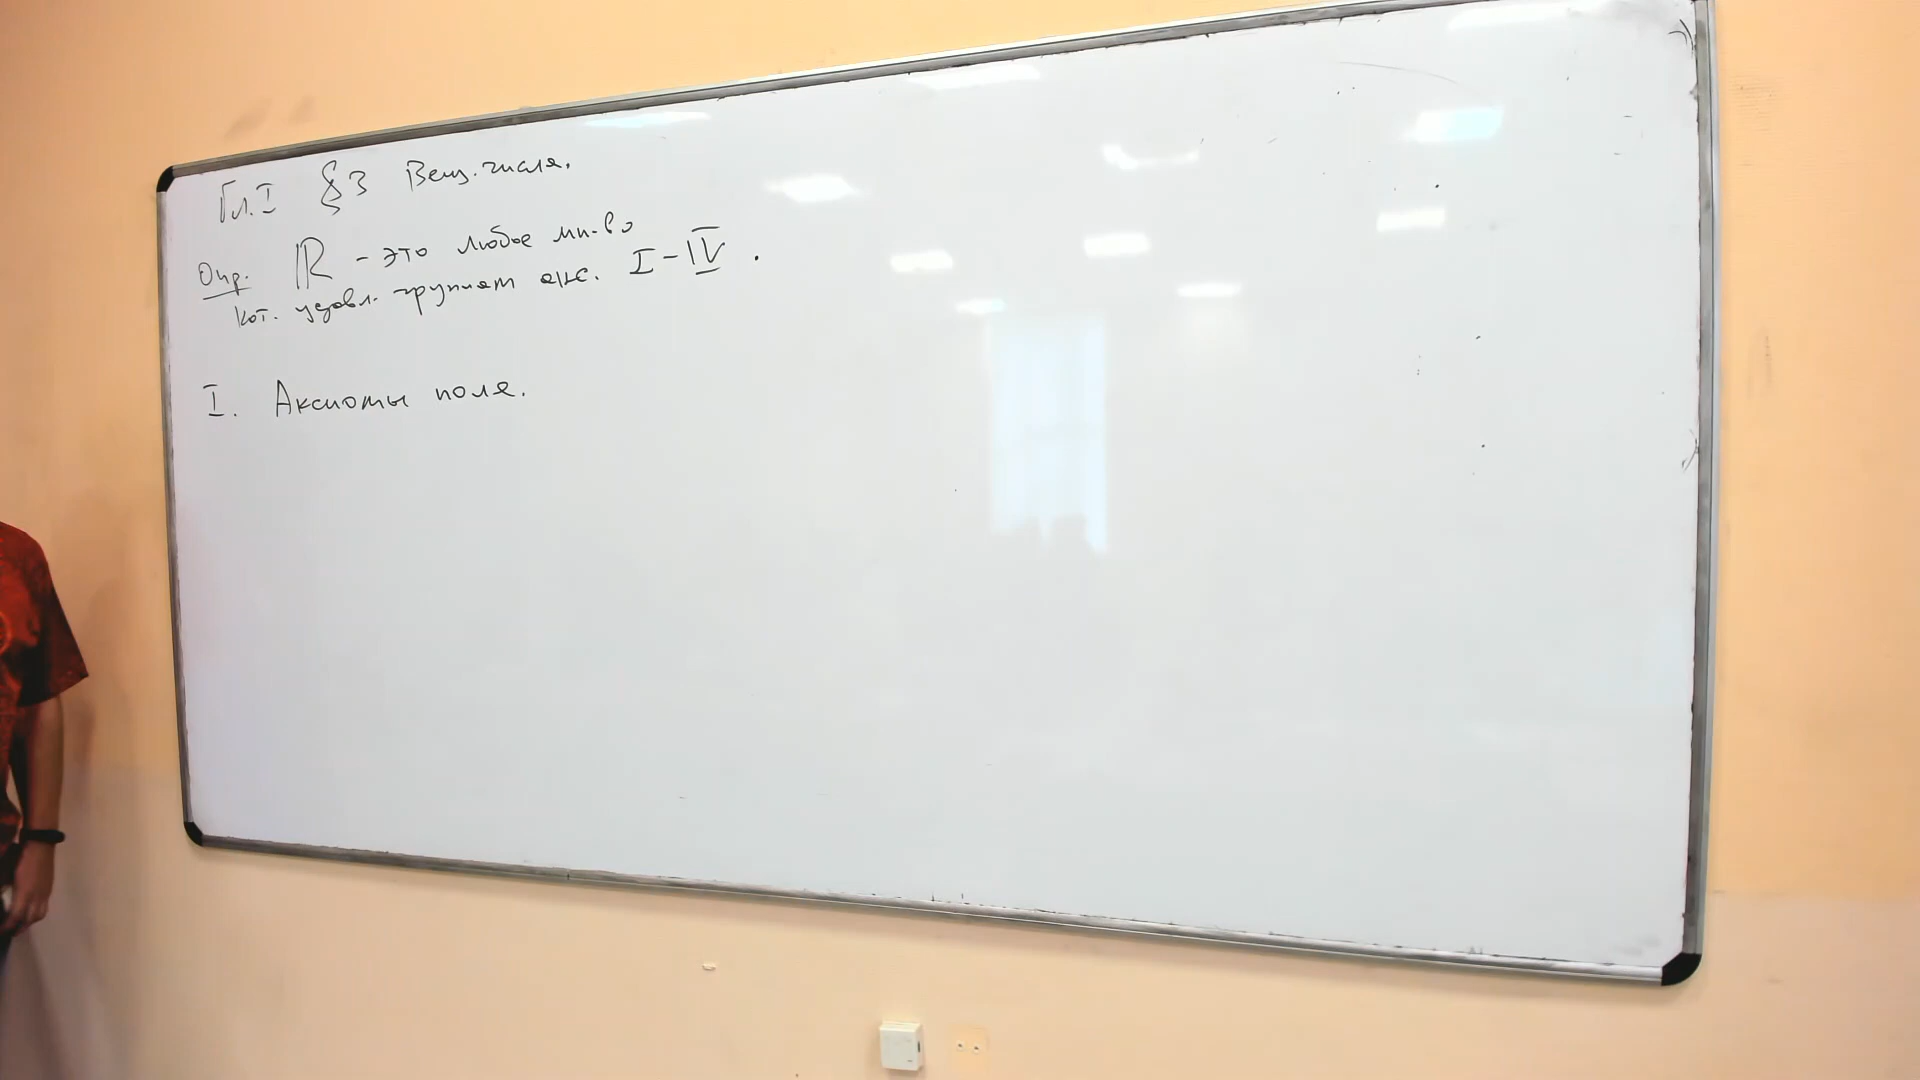 Гл. I §3 Вещ. числа.
Опр. ℝ - это любое мн-во
кот. удовл. группам акс. I-IV.
I. Аксиомы поля.